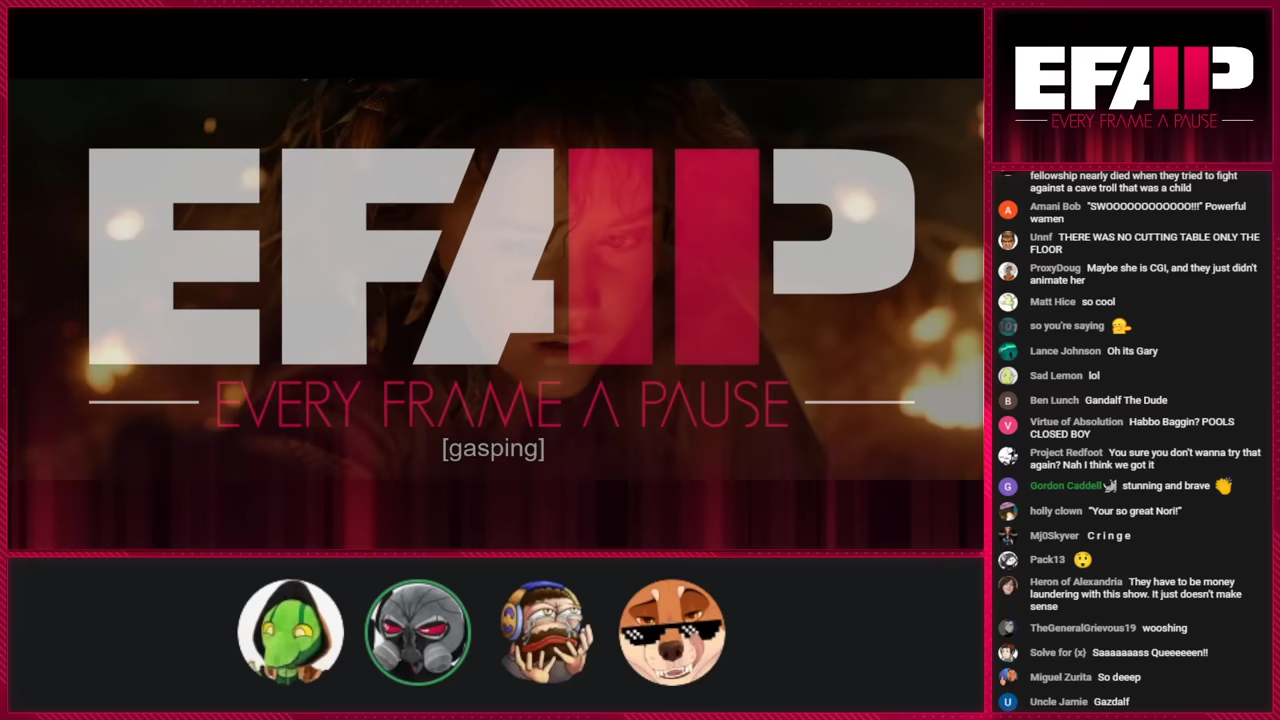 EFAP
EVERY FRAME A PAUSE
[gasping]
EFAP
EVERY FRAME A PAUSE
fellowship nearly died when they tried to fight
against a cave troll that was a child
A
Amani Bob "SWOOOOOOOOOOOO!!!" Powerful
wamen
Unnf THERE WAS NO CUTTING TABLE ONLY THE
FLOOR
ProxyDoug Maybe she is CGI, and they just didn't
animate her
Matt Hice so cool
so you're saying
Lance Johnson Oh its Gary
Sad Lemon lol
B
Ben Lunch Gandalf The Dude
V
Virtue of Absolution Habbo Baggin? POOLS
CLOSED BOY
Project Redfoot You sure you don't wanna try that
again? Nah I think we got it
G
Gordon Caddell stunning and brave 👏
holly clown "Your so great Nori!"
Mj0Skyver C r i n g e
Pack13 😲
Heron of Alexandria They have to be money
laundering with this show. It just doesn't make
sense
TheGeneralGrievous19 wooshing
Solve for {x} Saaaaaaass Queeeeeen!!
Miguel Zurita So deeep
U
Uncle Jamie Gazdalf